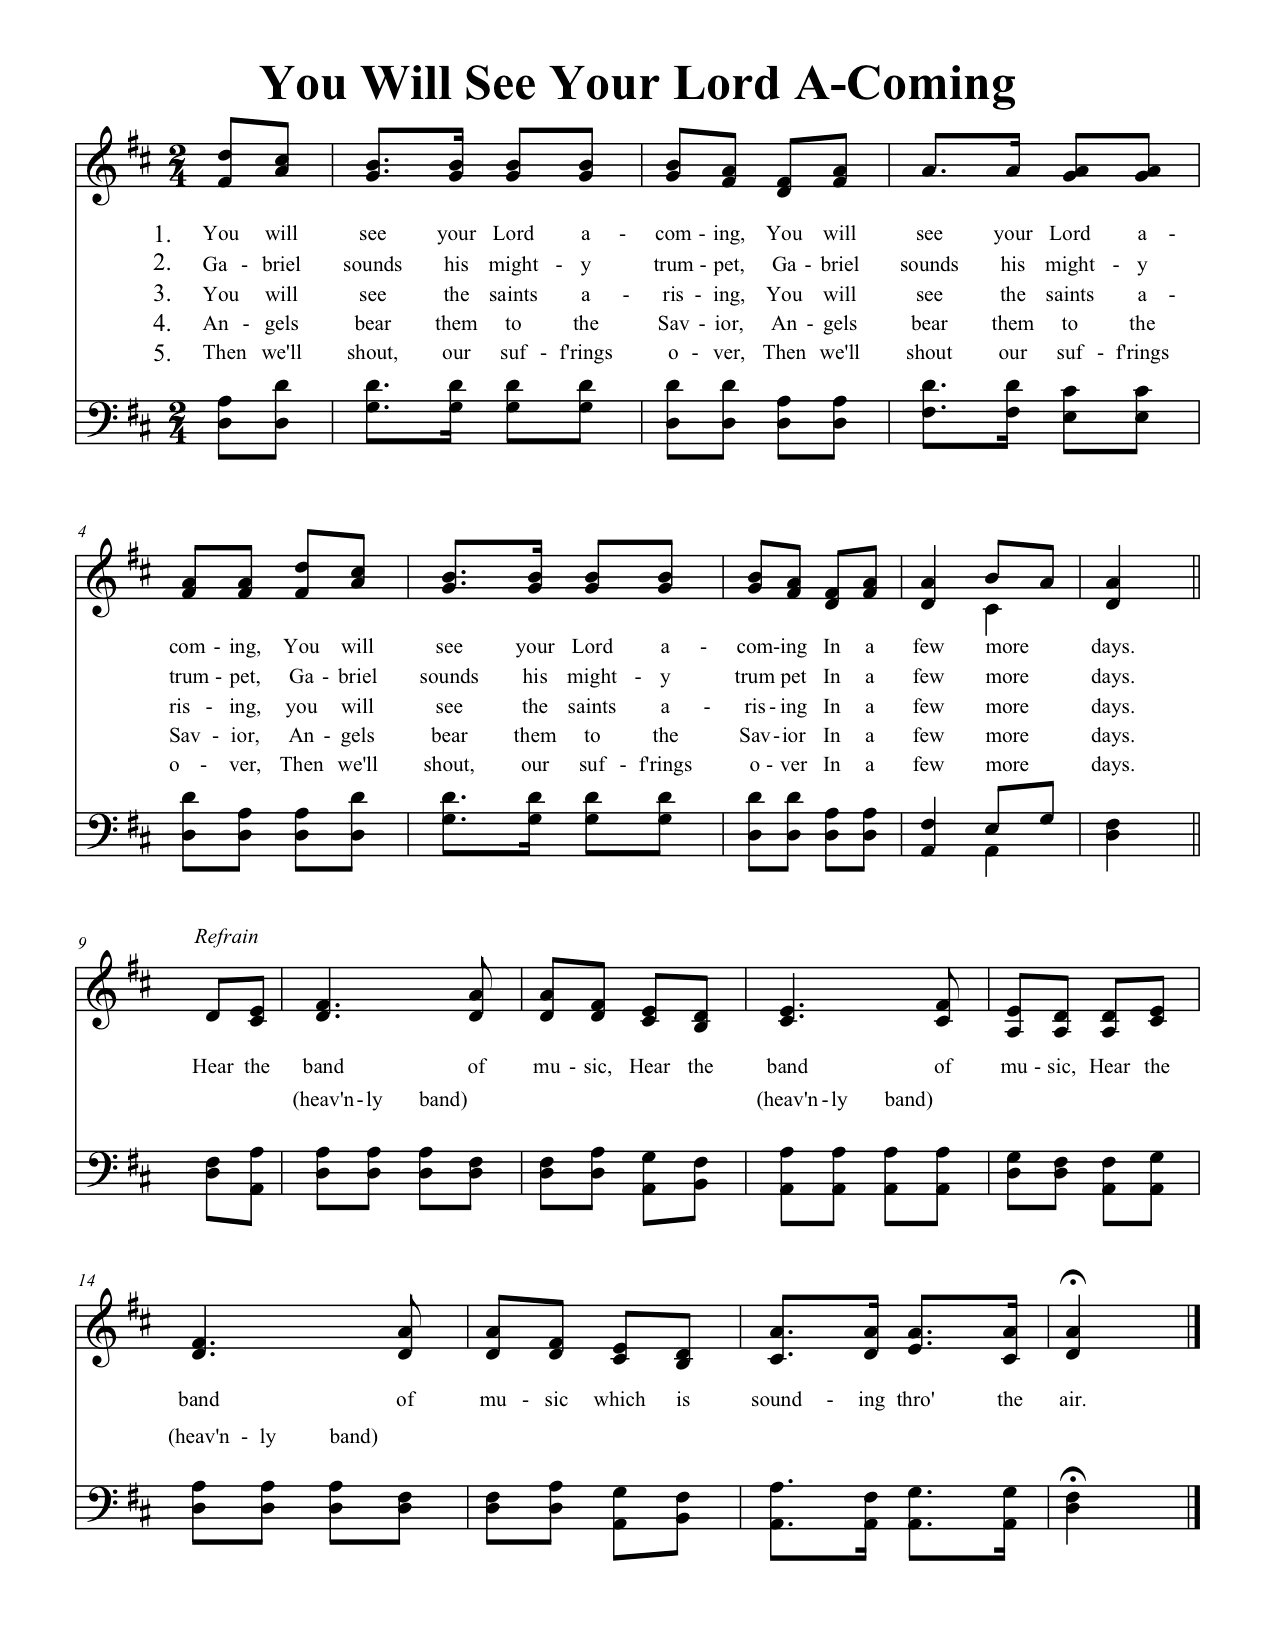 You Will See Your Lord A-Coming
1. You will see your Lord a - com - ing, You will see your Lord a -
2. Ga - briel sounds his might - y trum - pet, Ga - briel sounds his might - y
3. You will see the saints a - ris - ing, You will see the saints a -
4. An - gels bear them to the Sav - ior, An - gels bear them to the
5. Then we'll shout, our suf - f'rings o - ver, Then we'll shout our suf - f'rings
4
com - ing, You will see your Lord a - com-ing In a few more days.
trum - pet, Ga - briel sounds his might - y trum pet In a few more days.
ris - ing, you will see the saints a - ris - ing In a few more days.
Sav - ior, An - gels bear them to the Sav - ior In a few more days.
o - ver, Then we'll shout, our suf - f'rings o - ver In a few more days.
9
Refrain
Hear the band of mu - sic, Hear the band of mu - sic, Hear the
(heav'n - ly band) (heav'n - ly band)
14
band of mu - sic which is sound - ing thro' the air.
(heav'n - ly band)